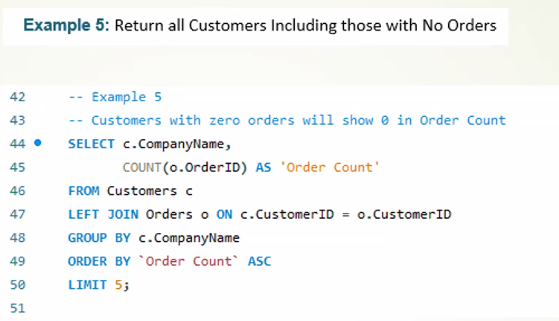 Example 5: Return all Customers Including those with No Orders
42 -- Example 5
43 -- Customers with zero orders will show 0 in Order Count
44 SELECT c.CompanyName,
45 COUNT(o.OrderID) AS 'Order Count'
46 FROM Customers c
47 LEFT JOIN Orders o ON c.CustomerID = o.CustomerID
48 GROUP BY c.CompanyName
49 ORDER BY `Order Count` ASC
50 LIMIT 5;
51